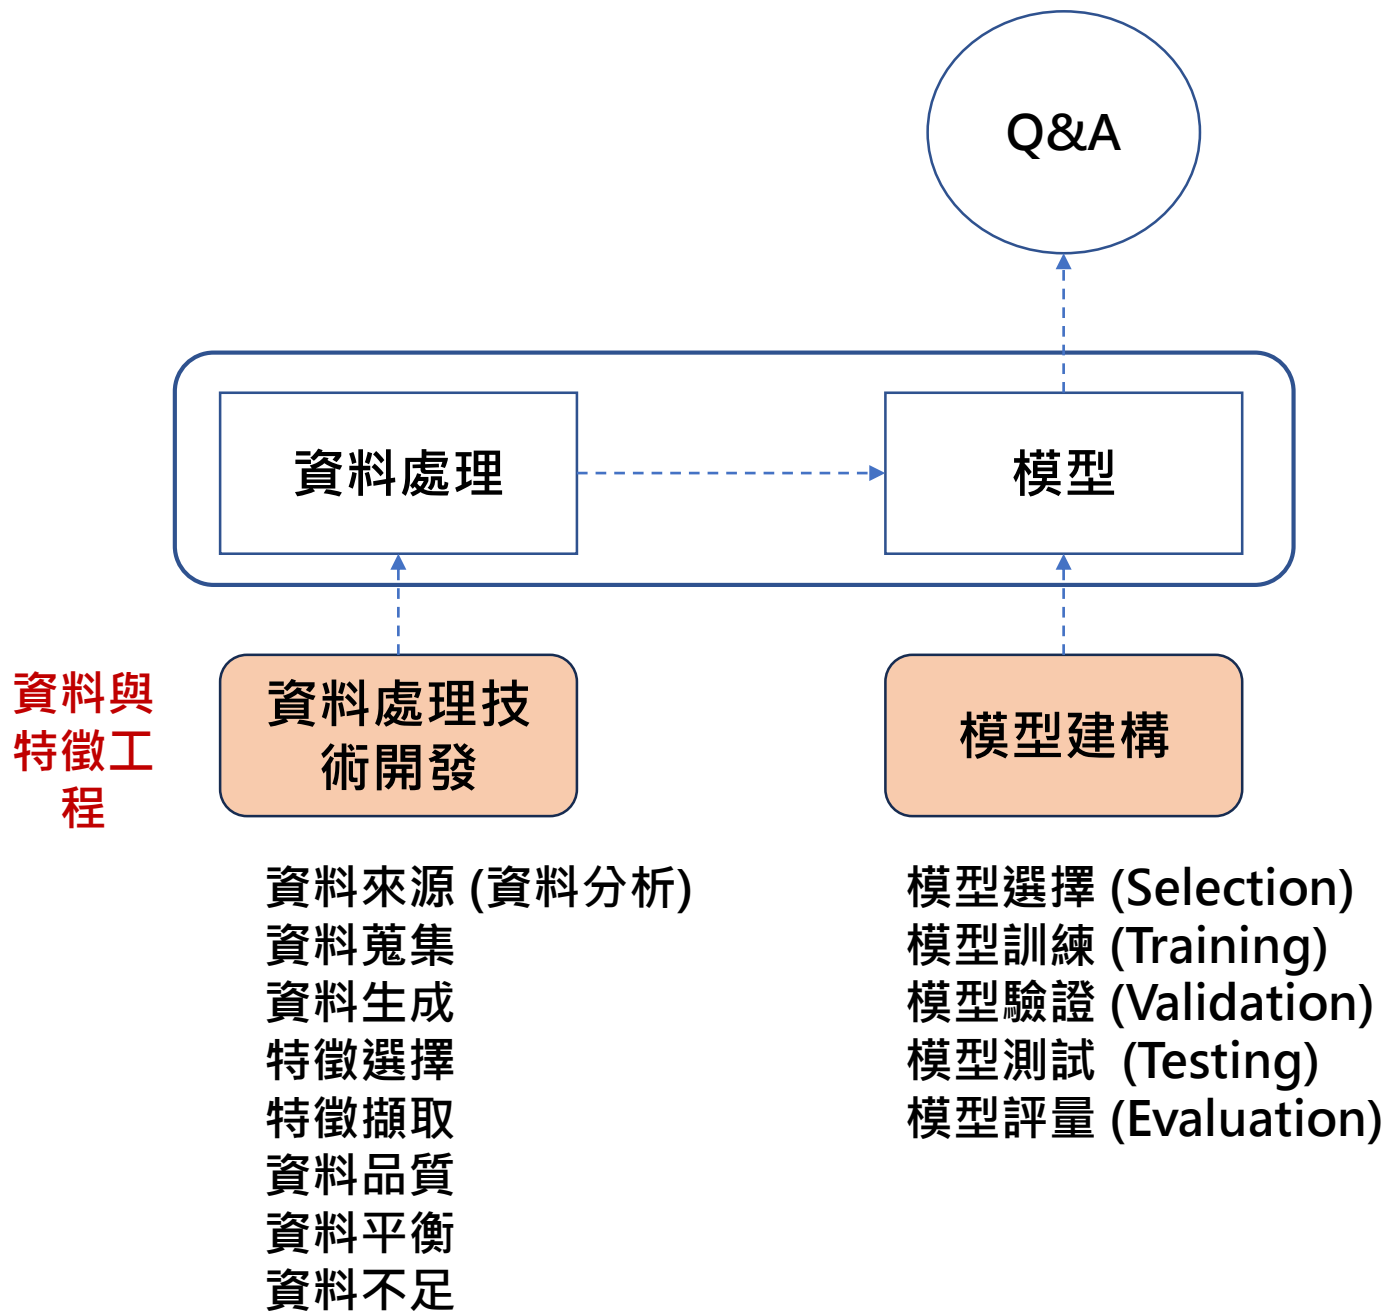 Q&A
資料處理
模型
資料與
特徵工
程
資料處理技
術開發
模型建構
資料來源 (資料分析)
資料蒐集
資料生成
特徵選擇
特徵擷取
資料品質
資料平衡
資料不足
模型選擇 (Selection)
模型訓練 (Training)
模型驗證 (Validation)
模型測試 (Testing)
模型評量 (Evaluation)